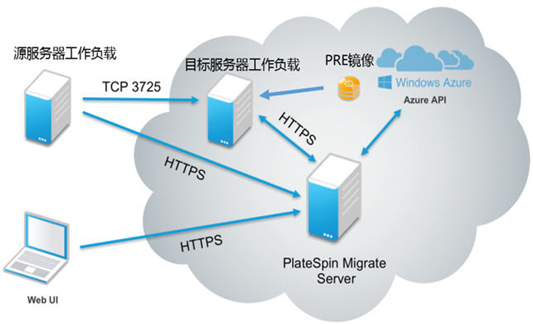 源服务器工作负载
目标服务器工作负载
PRE镜像
Windows Azure
Azure API
TCP 3725
HTTPS
HTTPS
HTTPS
PlateSpin Migrate
Server
Web UI